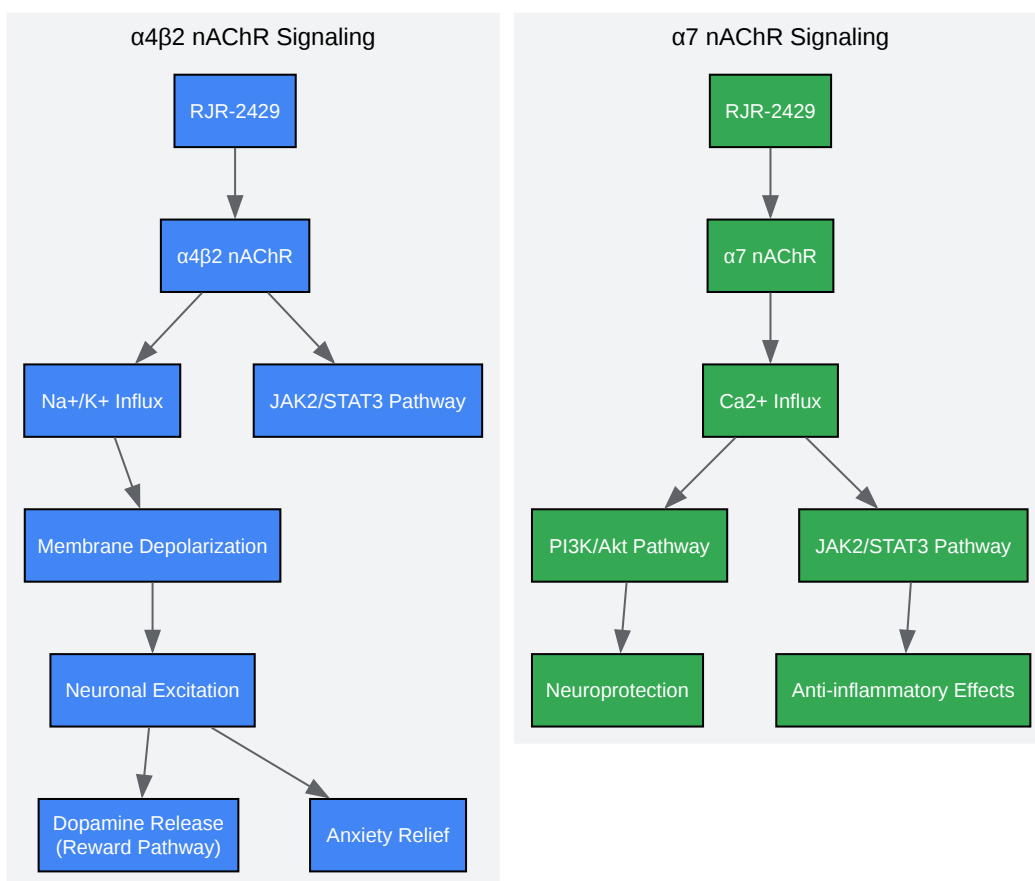 α4β2 nAChR Signaling
RJR-2429
α4β2 nAChR
Na+/K+ Influx
JAK2/STAT3 Pathway
Membrane Depolarization
Neuronal Excitation
Dopamine Release
(Reward Pathway)
Anxiety Relief
α7 nAChR Signaling
RJR-2429
α7 nAChR
Ca2+ Influx
PI3K/Akt Pathway
JAK2/STAT3 Pathway
Neuroprotection
Anti-inflammatory Effects